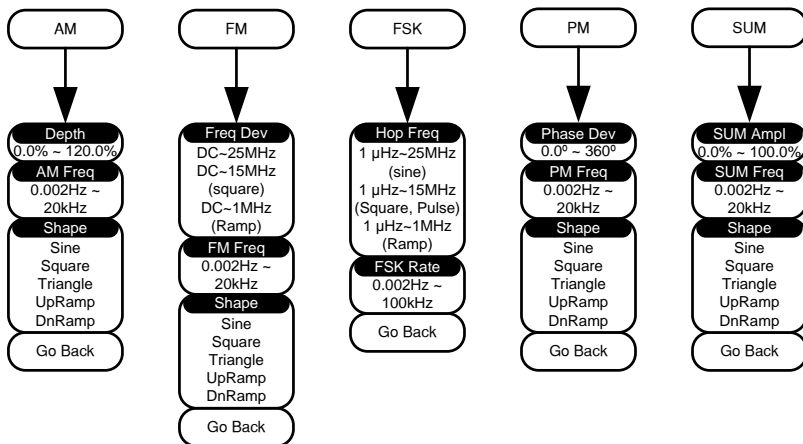 AM
Depth
0.0% ~ 120.0%
AM Freq
0.002Hz ~
20kHz
Shape
Sine
Square
Triangle
UpRamp
DnRamp
Go Back
FM
Freq Dev
DC~25MHz
DC~15MHz
(square)
DC~1MHz
(Ramp)
FM Freq
0.002Hz ~
20kHz
Shape
Sine
Square
Triangle
UpRamp
DnRamp
Go Back
FSK
Hop Freq
1 µHz~25MHz
(sine)
1 µHz~15MHz
(Square, Pulse)
1 µHz~1MHz
(Ramp)
FSK Rate
0.002Hz ~
100kHz
Go Back
PM
Phase Dev
0.0º ~ 360º
PM Freq
0.002Hz ~
20kHz
Shape
Sine
Square
Triangle
UpRamp
DnRamp
Go Back
SUM
SUM Ampl
0.0% ~ 100.0%
SUM Freq
0.002Hz ~
20kHz
Shape
Sine
Square
Triangle
UpRamp
DnRamp
Go Back